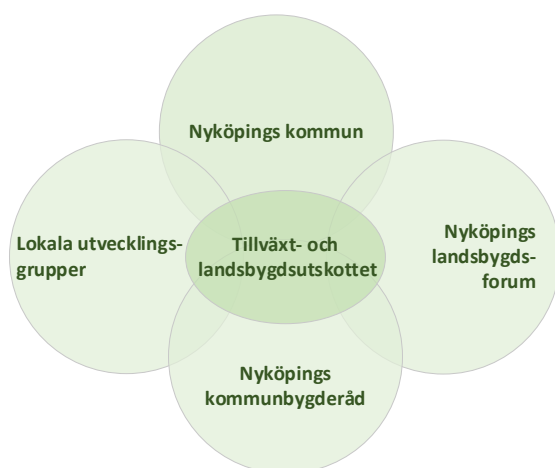 Nyköpings kommun
Lokala utvecklings-
grupper
Tillväxt- och
landsbygdsutskottet
Nyköpings
landsbygds-
forum
Nyköpings
kommunbygderåd